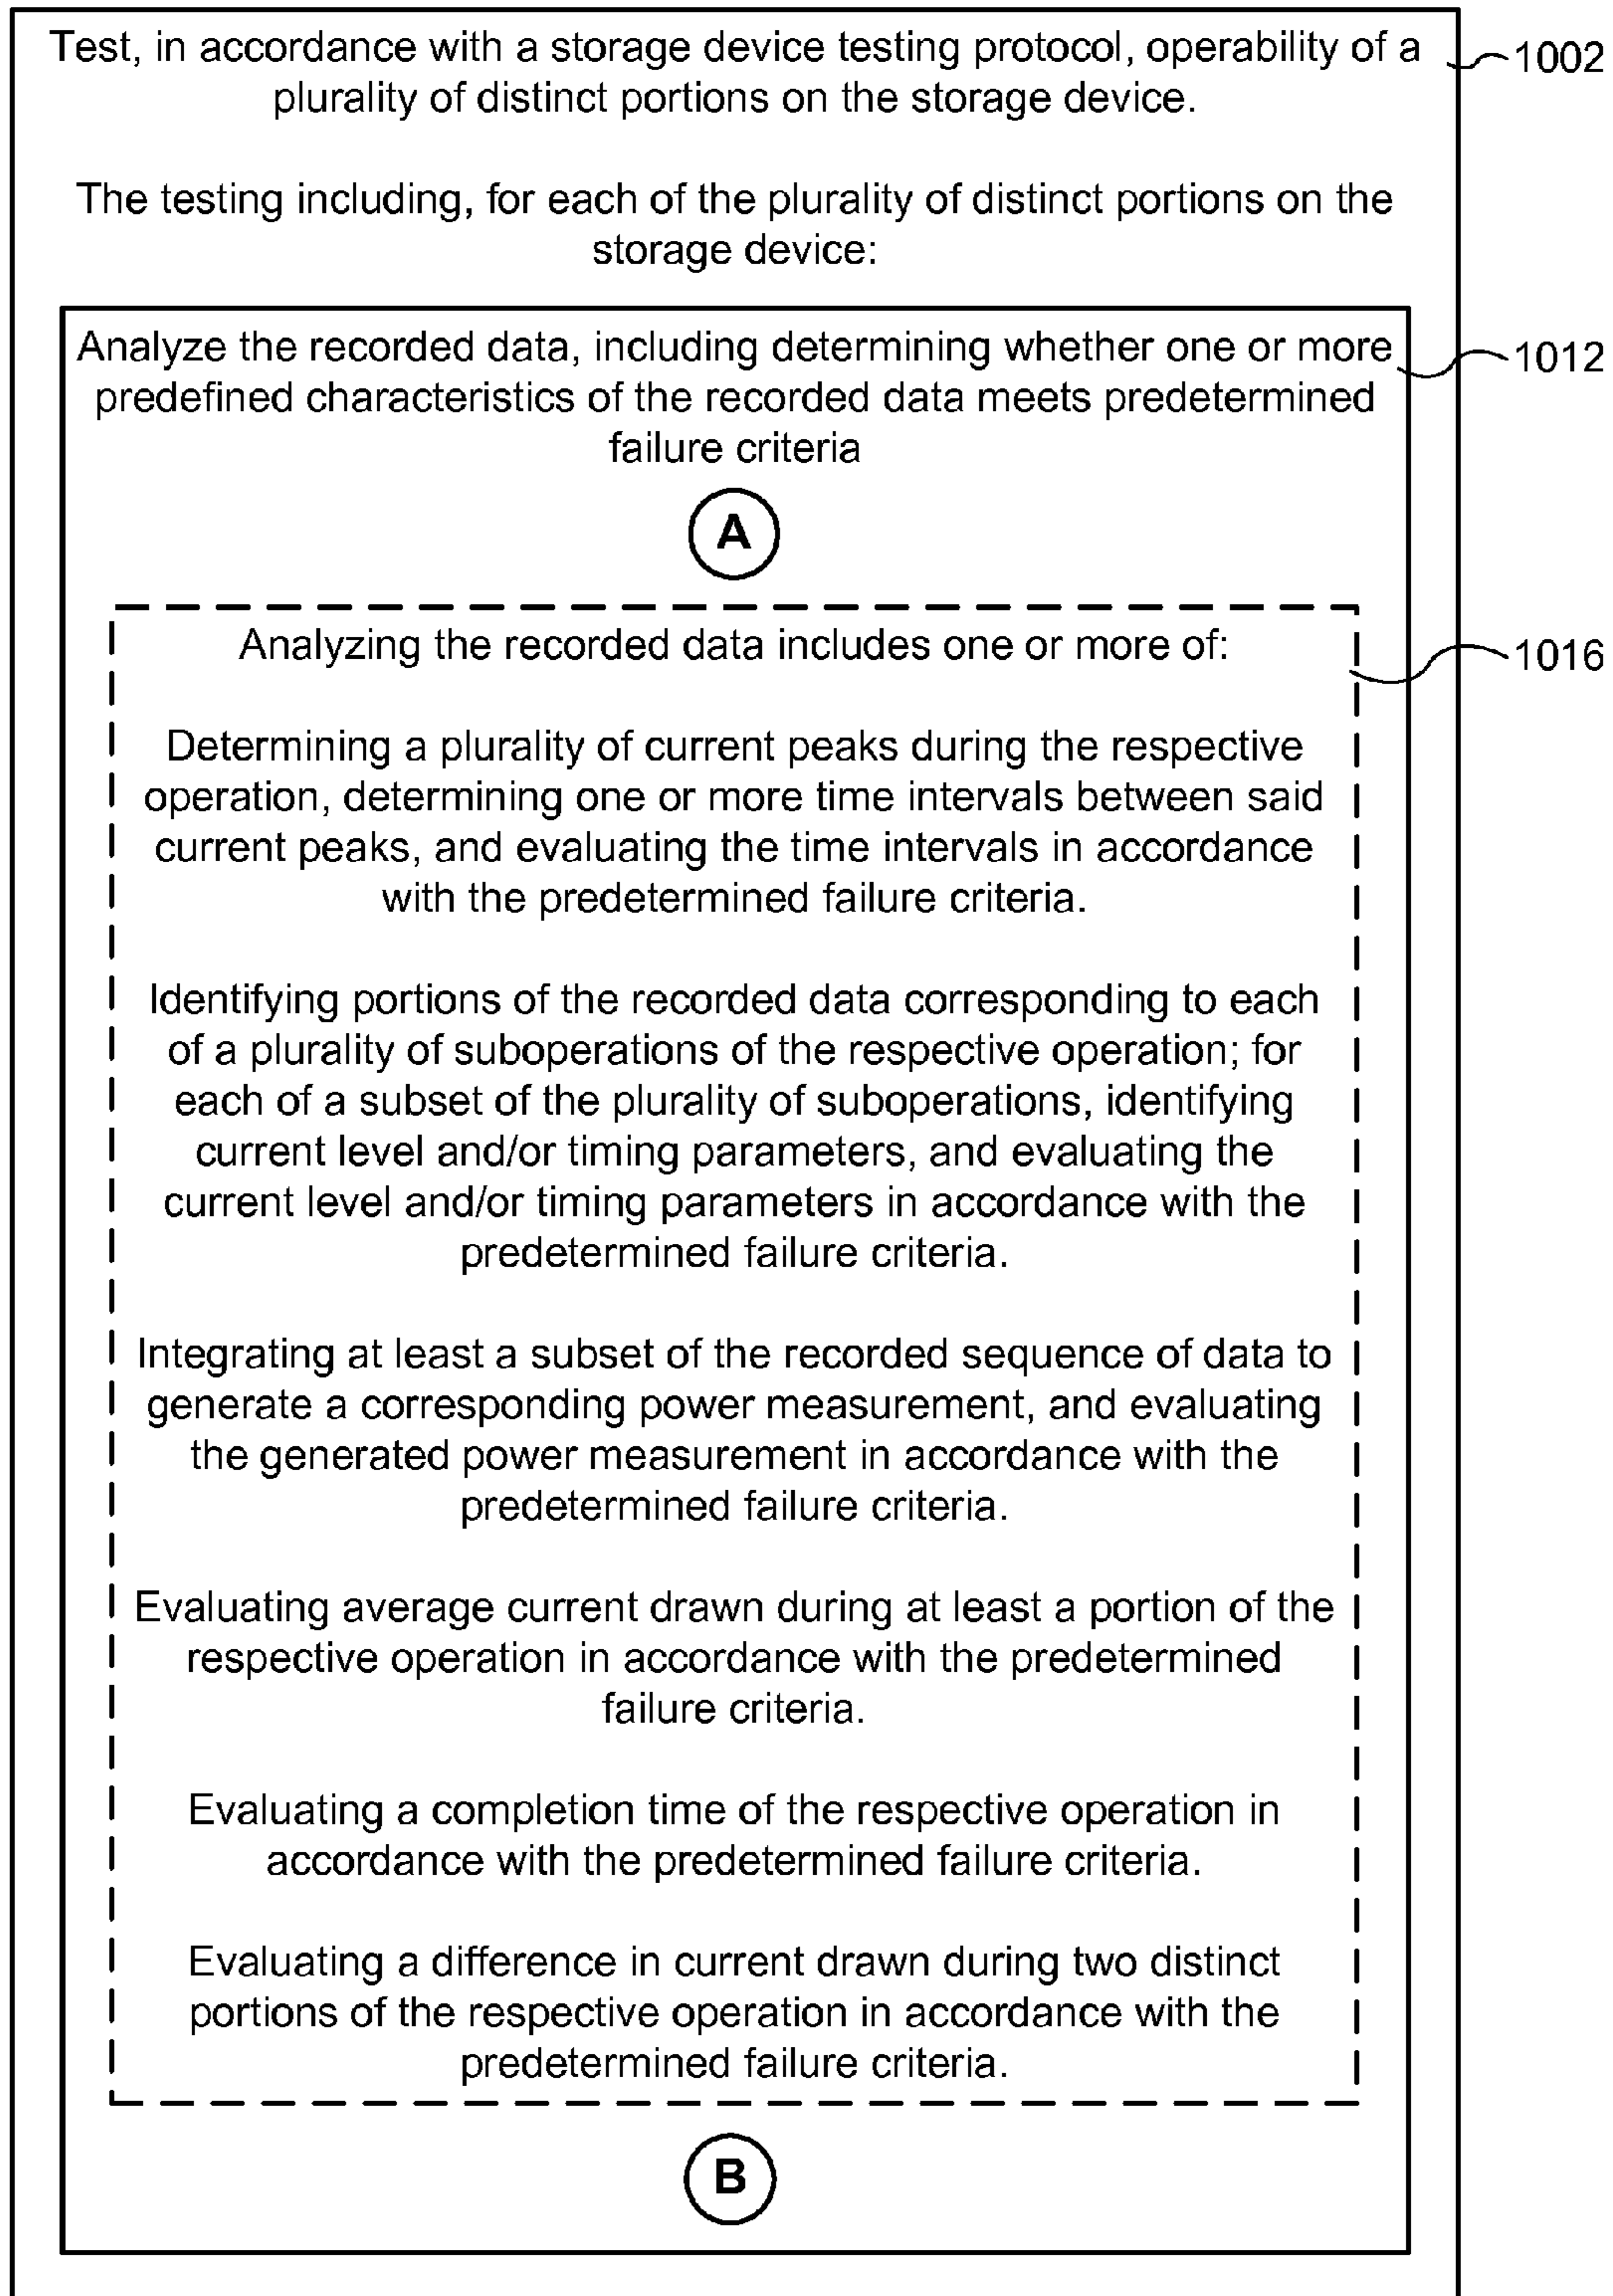 Test, in accordance with a storage device testing protocol, operability of a
plurality of distinct portions on the storage device.
1002
The testing including, for each of the plurality of distinct portions on the
storage device:
Analyze the recorded data, including determining whether one or more
predefined characteristics of the recorded data meets predetermined
failure criteria
1012
A
Analyzing the recorded data includes one or more of:
1016
Determining a plurality of current peaks during the respective
operation, determining one or more time intervals between said
current peaks, and evaluating the time intervals in accordance
with the predetermined failure criteria.
Identifying portions of the recorded data corresponding to each
of a plurality of suboperations of the respective operation; for
each of a subset of the plurality of suboperations, identifying
current level and/or timing parameters, and evaluating the
current level and/or timing parameters in accordance with the
predetermined failure criteria.
Integrating at least a subset of the recorded sequence of data to
generate a corresponding power measurement, and evaluating
the generated power measurement in accordance with the
predetermined failure criteria.
Evaluating average current drawn during at least a portion of the
respective operation in accordance with the predetermined
failure criteria.
Evaluating a completion time of the respective operation in
accordance with the predetermined failure criteria.
Evaluating a difference in current drawn during two distinct
portions of the respective operation in accordance with the
predetermined failure criteria.
B